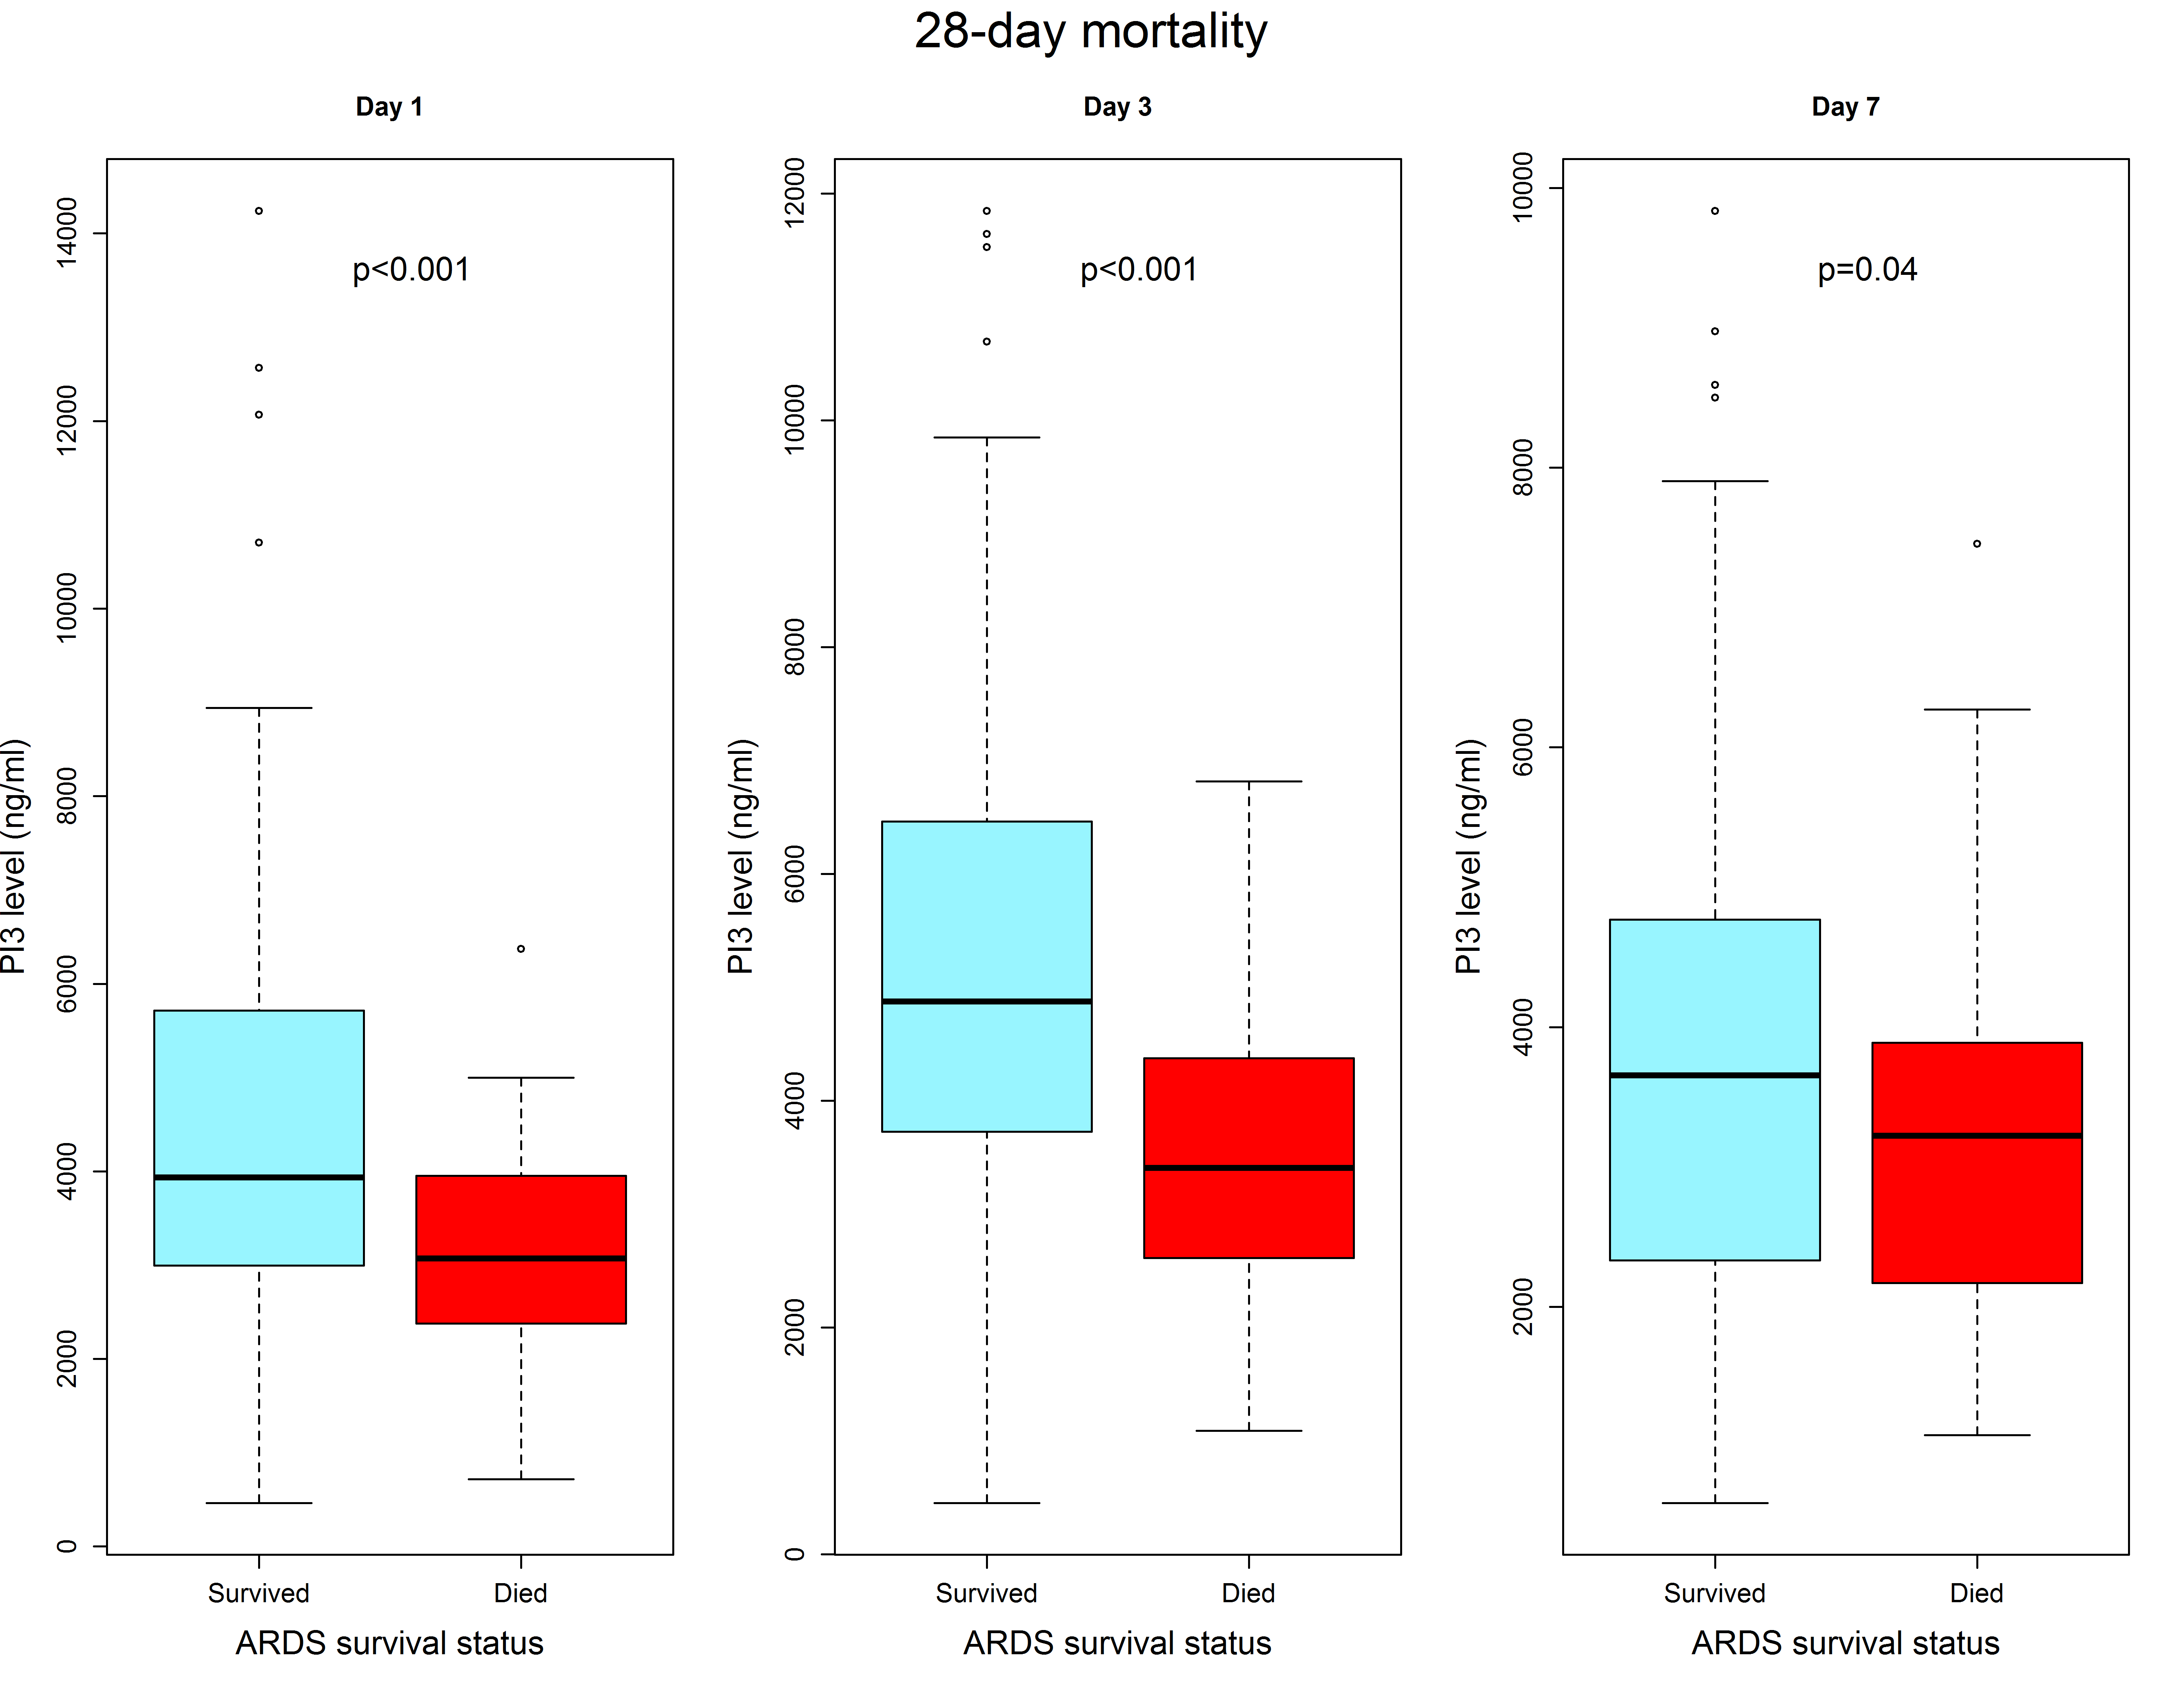 28-day mortality
Day 1
PI3 level (ng/ml)
14000
12000
10000
8000
6000
4000
2000
0
p<0.001
Survived
Died
ARDS survival status
Day 3
PI3 level (ng/ml)
12000
10000
8000
6000
4000
2000
0
p<0.001
Survived
Died
ARDS survival status
Day 7
PI3 level (ng/ml)
10000
8000
6000
4000
2000
p=0.04
Survived
Died
ARDS survival status